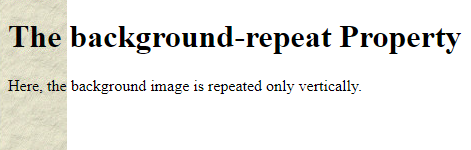 The background-repeat Property
Here, the background image is repeated only vertically.